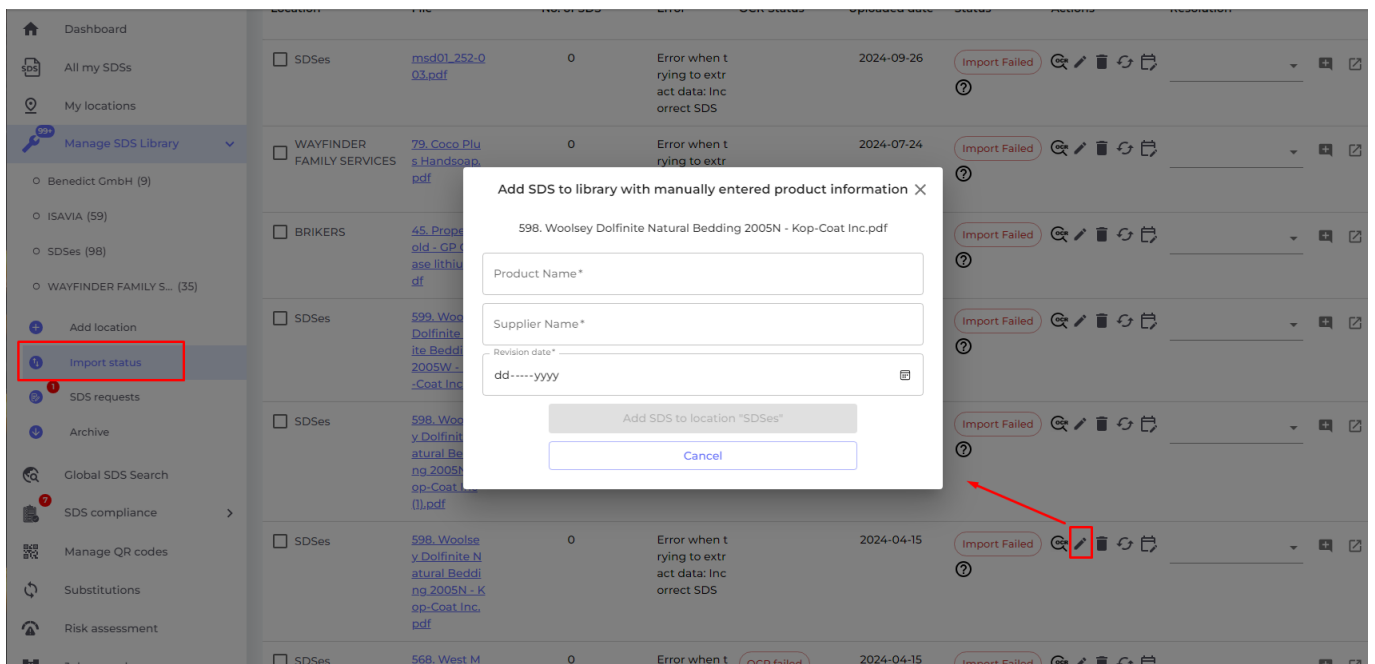 Location File No. of SDS Error OCR Status Uploaded date Status Actions Resolution
Dashboard
SDS
All my SDSs
My locations
99+
Manage SDS Library
Benedict GmbH (9)
ISAVIA (59)
SDSes (98)
WAYFINDER FAMILY S... (35)
Add location
Import status
1
SDS requests
Archive
Global SDS Search
7
SDS compliance
Manage QR codes
Substitutions
Risk assessment
SDSes
msd01_252-0
03.pdf
0
Error when t
rying to extr
act data: Inc
orrect SDS
2024-09-26
Import Failed
OCR
WAYFINDER
FAMILY SERVICES
79. Coco Plu
s Handsoap.
pdf
0
Error when t
rying to extr
2024-07-24
Import Failed
OCR
BRIKERS
45. Prope
old - GP
ase lithiu
df
Import Failed
OCR
SDSes
599. Woo
Dolfinite
ite Beddi
2005W -
-Coat Inc
Import Failed
OCR
SDSes
598. Woo
y Dolfinit
atural Be
ng 2005N
op-Coat
(1).pdf
Import Failed
OCR
SDSes
598. Woolse
y Dolfinite N
atural Beddi
ng 2005N - K
op-Coat Inc.
pdf
0
Error when t
rying to extr
act data: Inc
orrect SDS
2024-04-15
Import Failed
OCR
SDSes
568. West M
0
Error when t
OCR failed
2024-04-15
Import Failed
OCR
Add SDS to library with manually entered product information
598. Woolsey Dolfinite Natural Bedding 2005N - Kop-Coat Inc.pdf
Product Name*
Supplier Name*
Revision date*
dd-----yyyy
Add SDS to location "SDSes"
Cancel